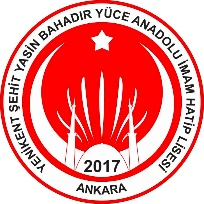 YENİKENT ŞEHİT YASİN BAHADIR YÜCE ANADOLU İMAM HATİP LİSESİ
2017
ANKARA